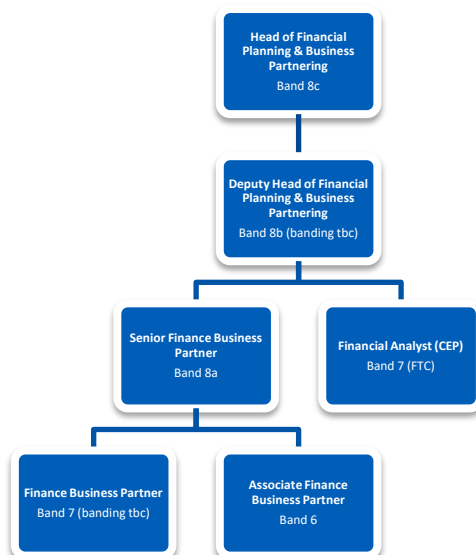 Head of Financial
Planning & Business
Partnering
Band 8c
Deputy Head of Financial
Planning & Business
Partnering
Band 8b (banding tbc)
Senior Finance Business
Partner
Band 8a
Financial Analyst (CEP)
Band 7 (FTC)
Finance Business Partner
Band 7 (banding tbc)
Associate Finance
Business Partner
Band 6